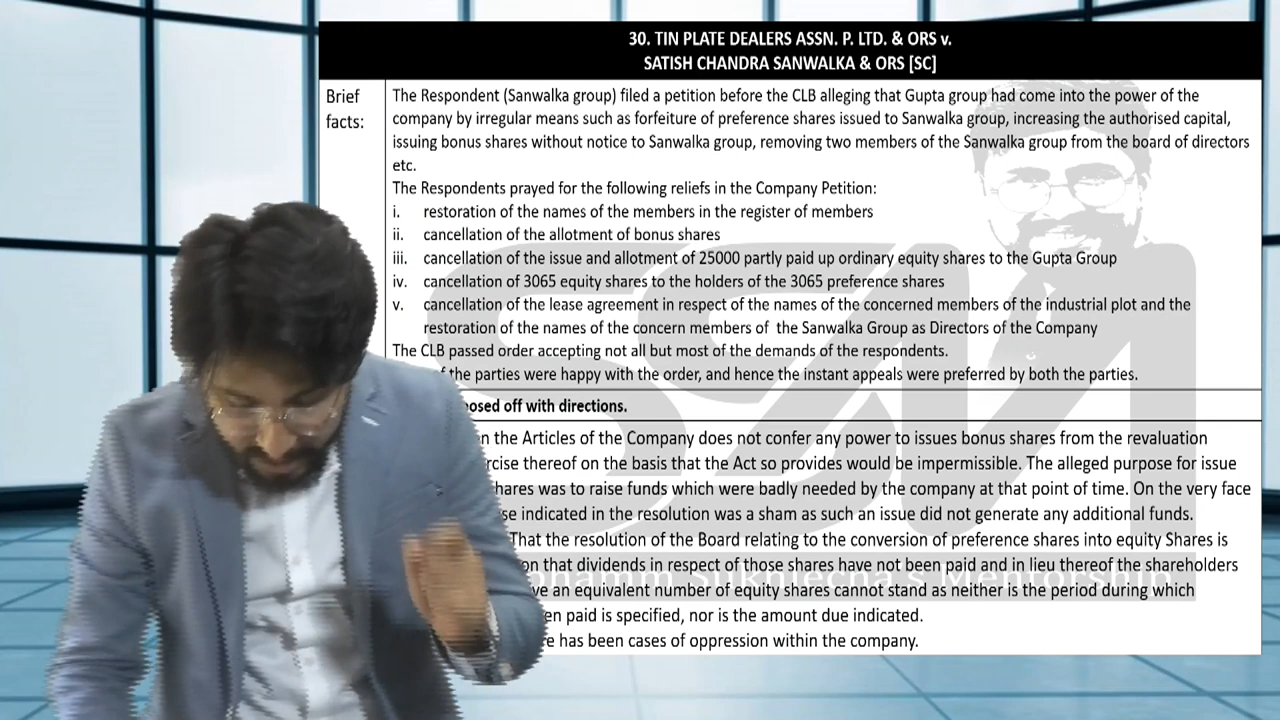 30. TIN PLATE DEALERS ASSN. P. LTD. & ORS v.
SATISH CHANDRA SANWALKA & ORS [SC]
Brief
facts:
The Respondent (Sanwalka group) filed a petition before the CLB alleging that Gupta group had come into the power of the
company by irregular means such as forfeiture of preference shares issued to Sanwalka group, increasing the authorised capital,
issuing bonus shares without notice to Sanwalka group, removing two members of the Sanwalka group from the board of directors
etc.
The Respondents prayed for the following reliefs in the Company Petition:
i. restoration of the names of the members in the register of members
ii. cancellation of the allotment of bonus shares
iii. cancellation of the issue and allotment of 25000 partly paid up ordinary equity shares to the Gupta Group
iv. cancellation of 3065 equity shares to the holders of the 3065 preference shares
v. cancellation of the lease agreement in respect of the names of the concerned members of the industrial plot and the
restoration of the names of the concern members of the Sanwalka Group as Directors of the Company
The CLB passed order accepting not all but most of the demands of the respondents.
the parties were happy with the order, and hence the instant appeals were preferred by both the parties.
off with directions.
the Articles of the Company does not confer any power to issues bonus shares from the revaluation
thereof on the basis that the Act so provides would be impermissible. The alleged purpose for issue
was to raise funds which were badly needed by the company at that point of time. On the very face
indicated in the resolution was a sham as such an issue did not generate any additional funds.
That the resolution of the Board relating to the conversion of preference shares into equity Shares is
that dividends in respect of those shares have not been paid and in lieu thereof the shareholders
an equivalent number of equity shares cannot stand as neither is the period during which
paid is specified, nor is the amount due indicated.
has been cases of oppression within the company.
SSM
Mentorship